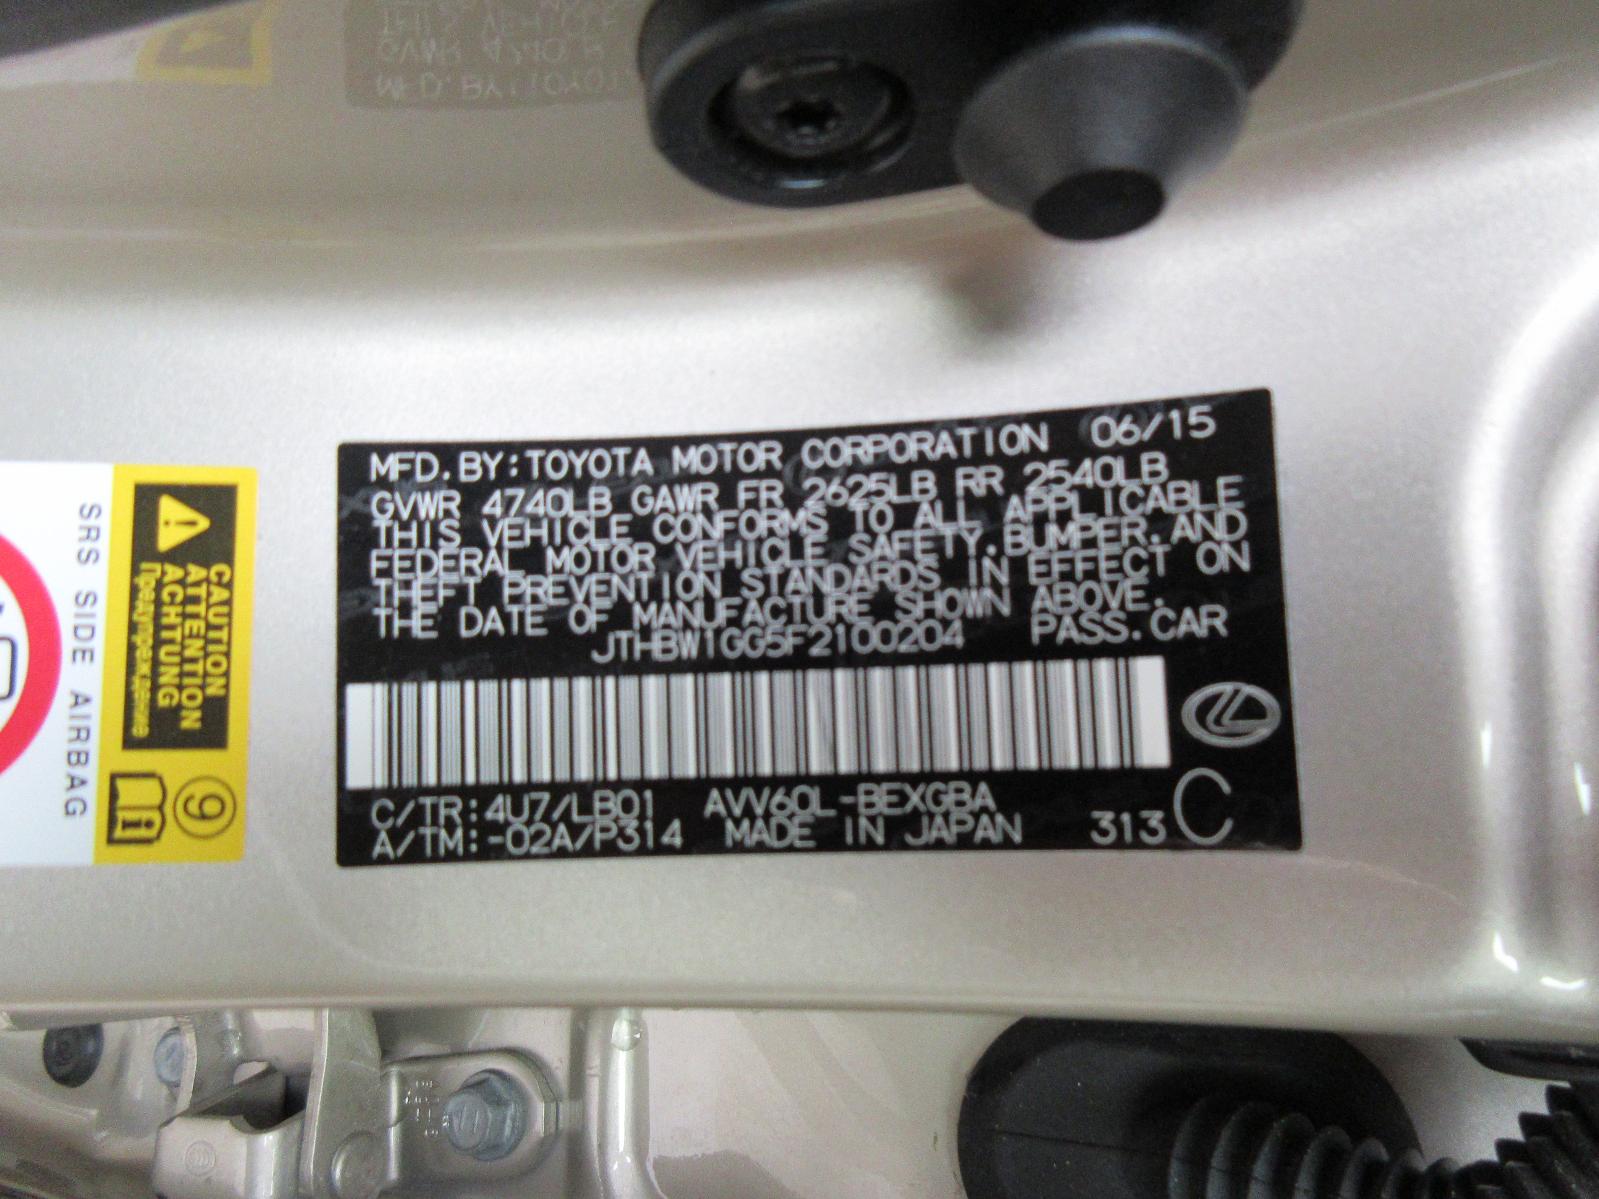 MFD.BY:TOYOTA MOTOR CORPORATION 06/15
GVWR 4740LB GAWR FR 2625LB RR 2540LB
THIS VEHICLE CONFORMS TO ALL APPLICABLE
FEDERAL MOTOR VEHICLE SAFETY,BUMPER,AND
THEFT PREVENTION STANDARDS IN EFFECT ON
THE DATE OF MANUFACTURE SHOWN ABOVE.
JTHBW1GG5F2100204 PASS.CAR
C/TR:4U7/LB01 AVV60L-BEXGBA
A/TM:-02A/P314 MADE IN JAPAN 313 C
CAUTION
ATTENTION
ACHTUNG
Предупреждение
9
SRS SIDE AIRBAG